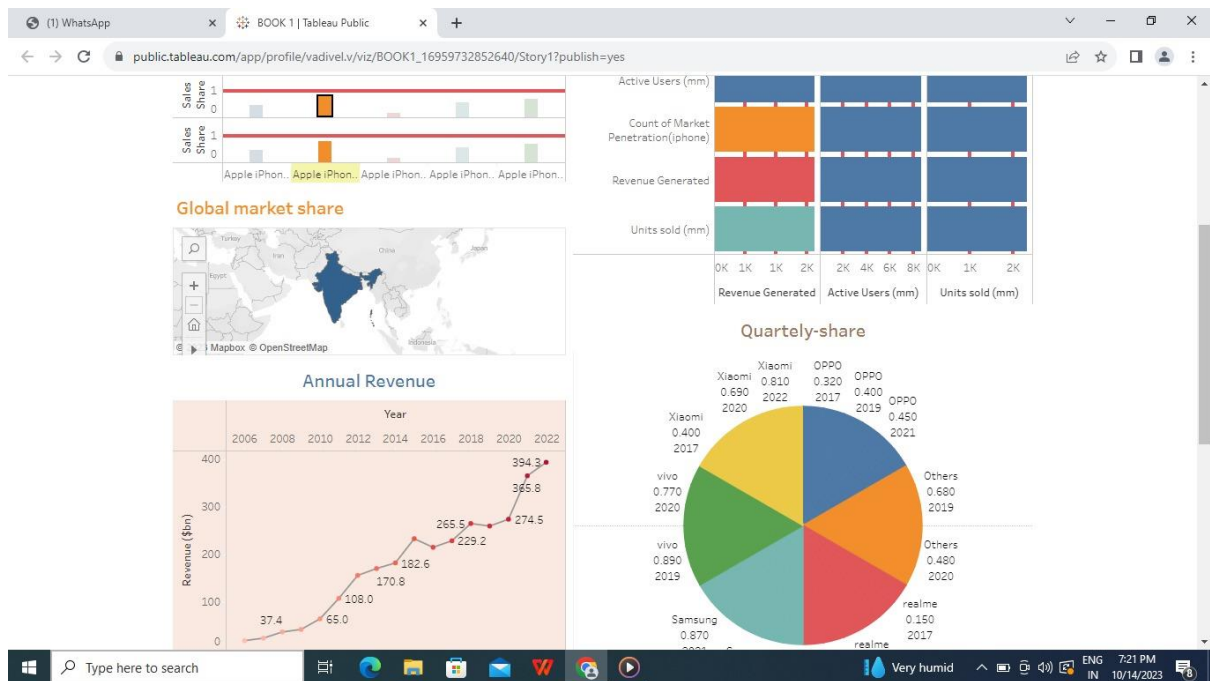 (1) WhatsApp
BOOK 1 | Tableau Public
public.tableau.com/app/profile/vadivel.v/viz/BOOK1_16959732852640/Story1?publish=yes
Sales
Share
1
0
Sales
Share
1
0
Apple iPhon.. Apple iPhon.. Apple iPhon.. Apple iPhon.. Apple iPhon..
Active Users (mm)
Count of Market
Penetration(iphone)
Revenue Generated
Units sold (mm)
0K 1K 1K 2K 2K 4K 6K 8K 0K 1K 2K
Revenue Generated Active Users (mm) Units sold (mm)
Global market share
Turkey
China
Japan
Iran
Egypt
Indonesia
Mapbox © OpenStreetMap
Annual Revenue
Year
2006 2008 2010 2012 2014 2016 2018 2020 2022
Revenue ($bn)
400
300
200
100
0
394.3
365.8
274.5
265.5
229.2
182.6
170.8
108.0
65.0
37.4
Quartely-share
Xiaomi
0.810
2022
OPPO
0.320
2017
Xiaomi
0.690
2020
OPPO
0.400
2019
OPPO
0.450
2021
Xiaomi
0.400
2017
vivo
0.770
2020
Others
0.680
2019
vivo
0.890
2019
Others
0.480
2020
Samsung
0.870
realme
0.150
2017
realme
Type here to search
Very humid
ENG
IN
7:21 PM
10/14/2023
8